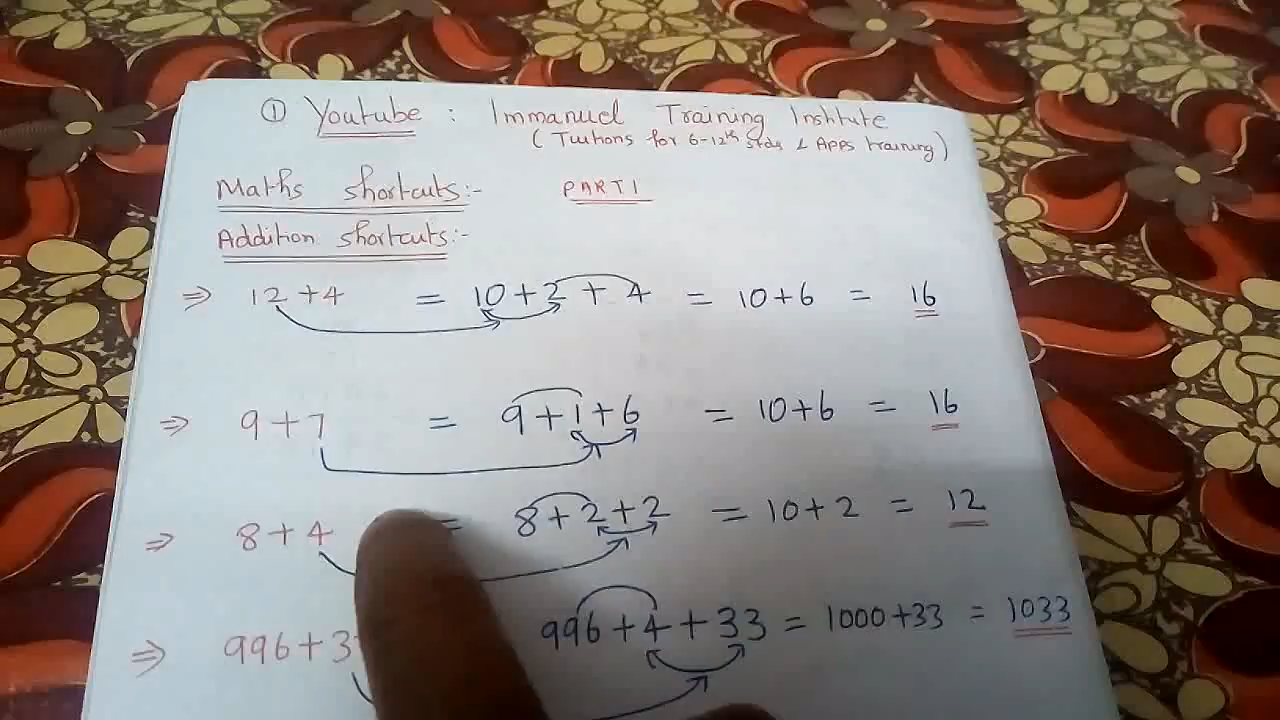 ① Youtube : Immanuel Training Institute
(Tuitions for 6-12th stds & Apps training)
Maths shortcuts:- PART 1
Addition shortcuts:-
⇒ 12 + 4 = 10 + 2 + 4 = 10 + 6 = 16
⇒ 9 + 7 = 9 + 1 + 6 = 10 + 6 = 16
⇒ 8 + 4 = 8 + 2 + 2 = 10 + 2 = 12
⇒ 996 + 3 996 + 4 + 33 = 1000 + 33 = 1033